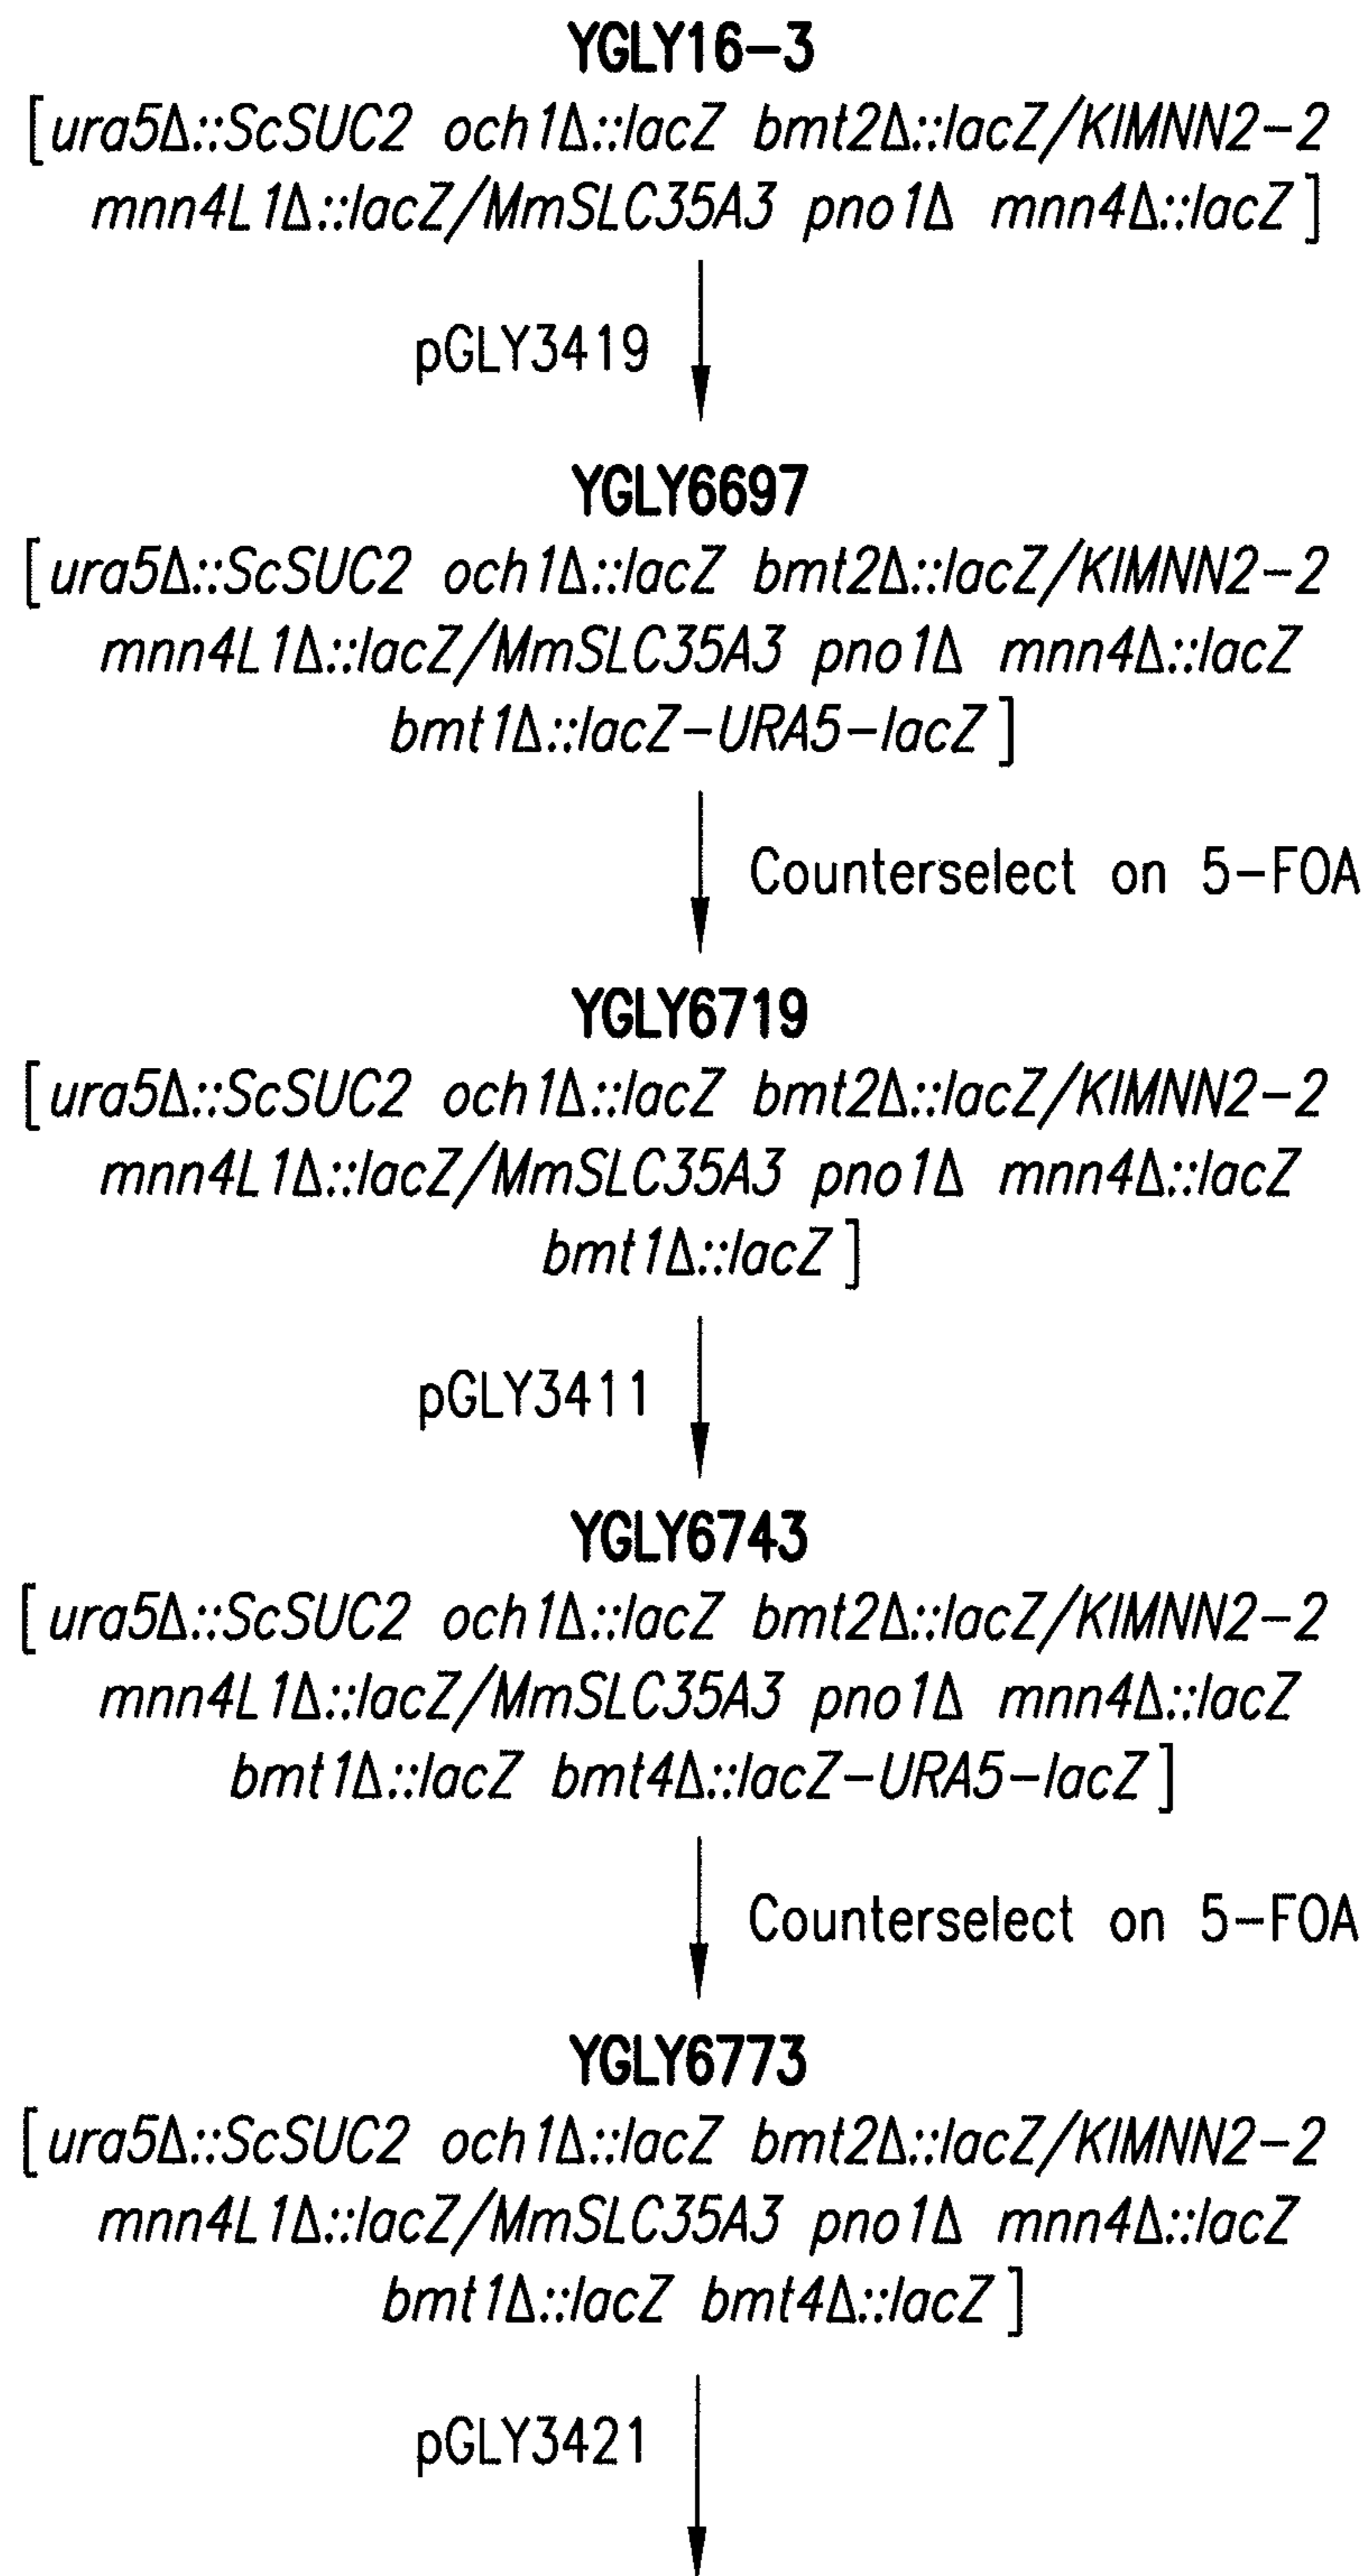 YGLY16-3
[ura5Δ::ScSUC2 och1Δ::lacZ bmt2Δ::lacZ/KlMNN2-2
mnn4L1Δ::lacZ/MmSLC35A3 pno1Δ mnn4Δ::lacZ]
pGLY3419
YGLY6697
[ura5Δ::ScSUC2 och1Δ::lacZ bmt2Δ::lacZ/KlMNN2-2
mnn4L1Δ::lacZ/MmSLC35A3 pno1Δ mnn4Δ::lacZ
bmt1Δ::lacZ-URA5-lacZ]
Counterselect on 5-FOA
YGLY6719
[ura5Δ::ScSUC2 och1Δ::lacZ bmt2Δ::lacZ/KlMNN2-2
mnn4L1Δ::lacZ/MmSLC35A3 pno1Δ mnn4Δ::lacZ
bmt1Δ::lacZ]
pGLY3411
YGLY6743
[ura5Δ::ScSUC2 och1Δ::lacZ bmt2Δ::lacZ/KlMNN2-2
mnn4L1Δ::lacZ/MmSLC35A3 pno1Δ mnn4Δ::lacZ
bmt1Δ::lacZ bmt4Δ::lacZ-URA5-lacZ]
Counterselect on 5-FOA
YGLY6773
[ura5Δ::ScSUC2 och1Δ::lacZ bmt2Δ::lacZ/KlMNN2-2
mnn4L1Δ::lacZ/MmSLC35A3 pno1Δ mnn4Δ::lacZ
bmt1Δ::lacZ bmt4Δ::lacZ]
pGLY3421